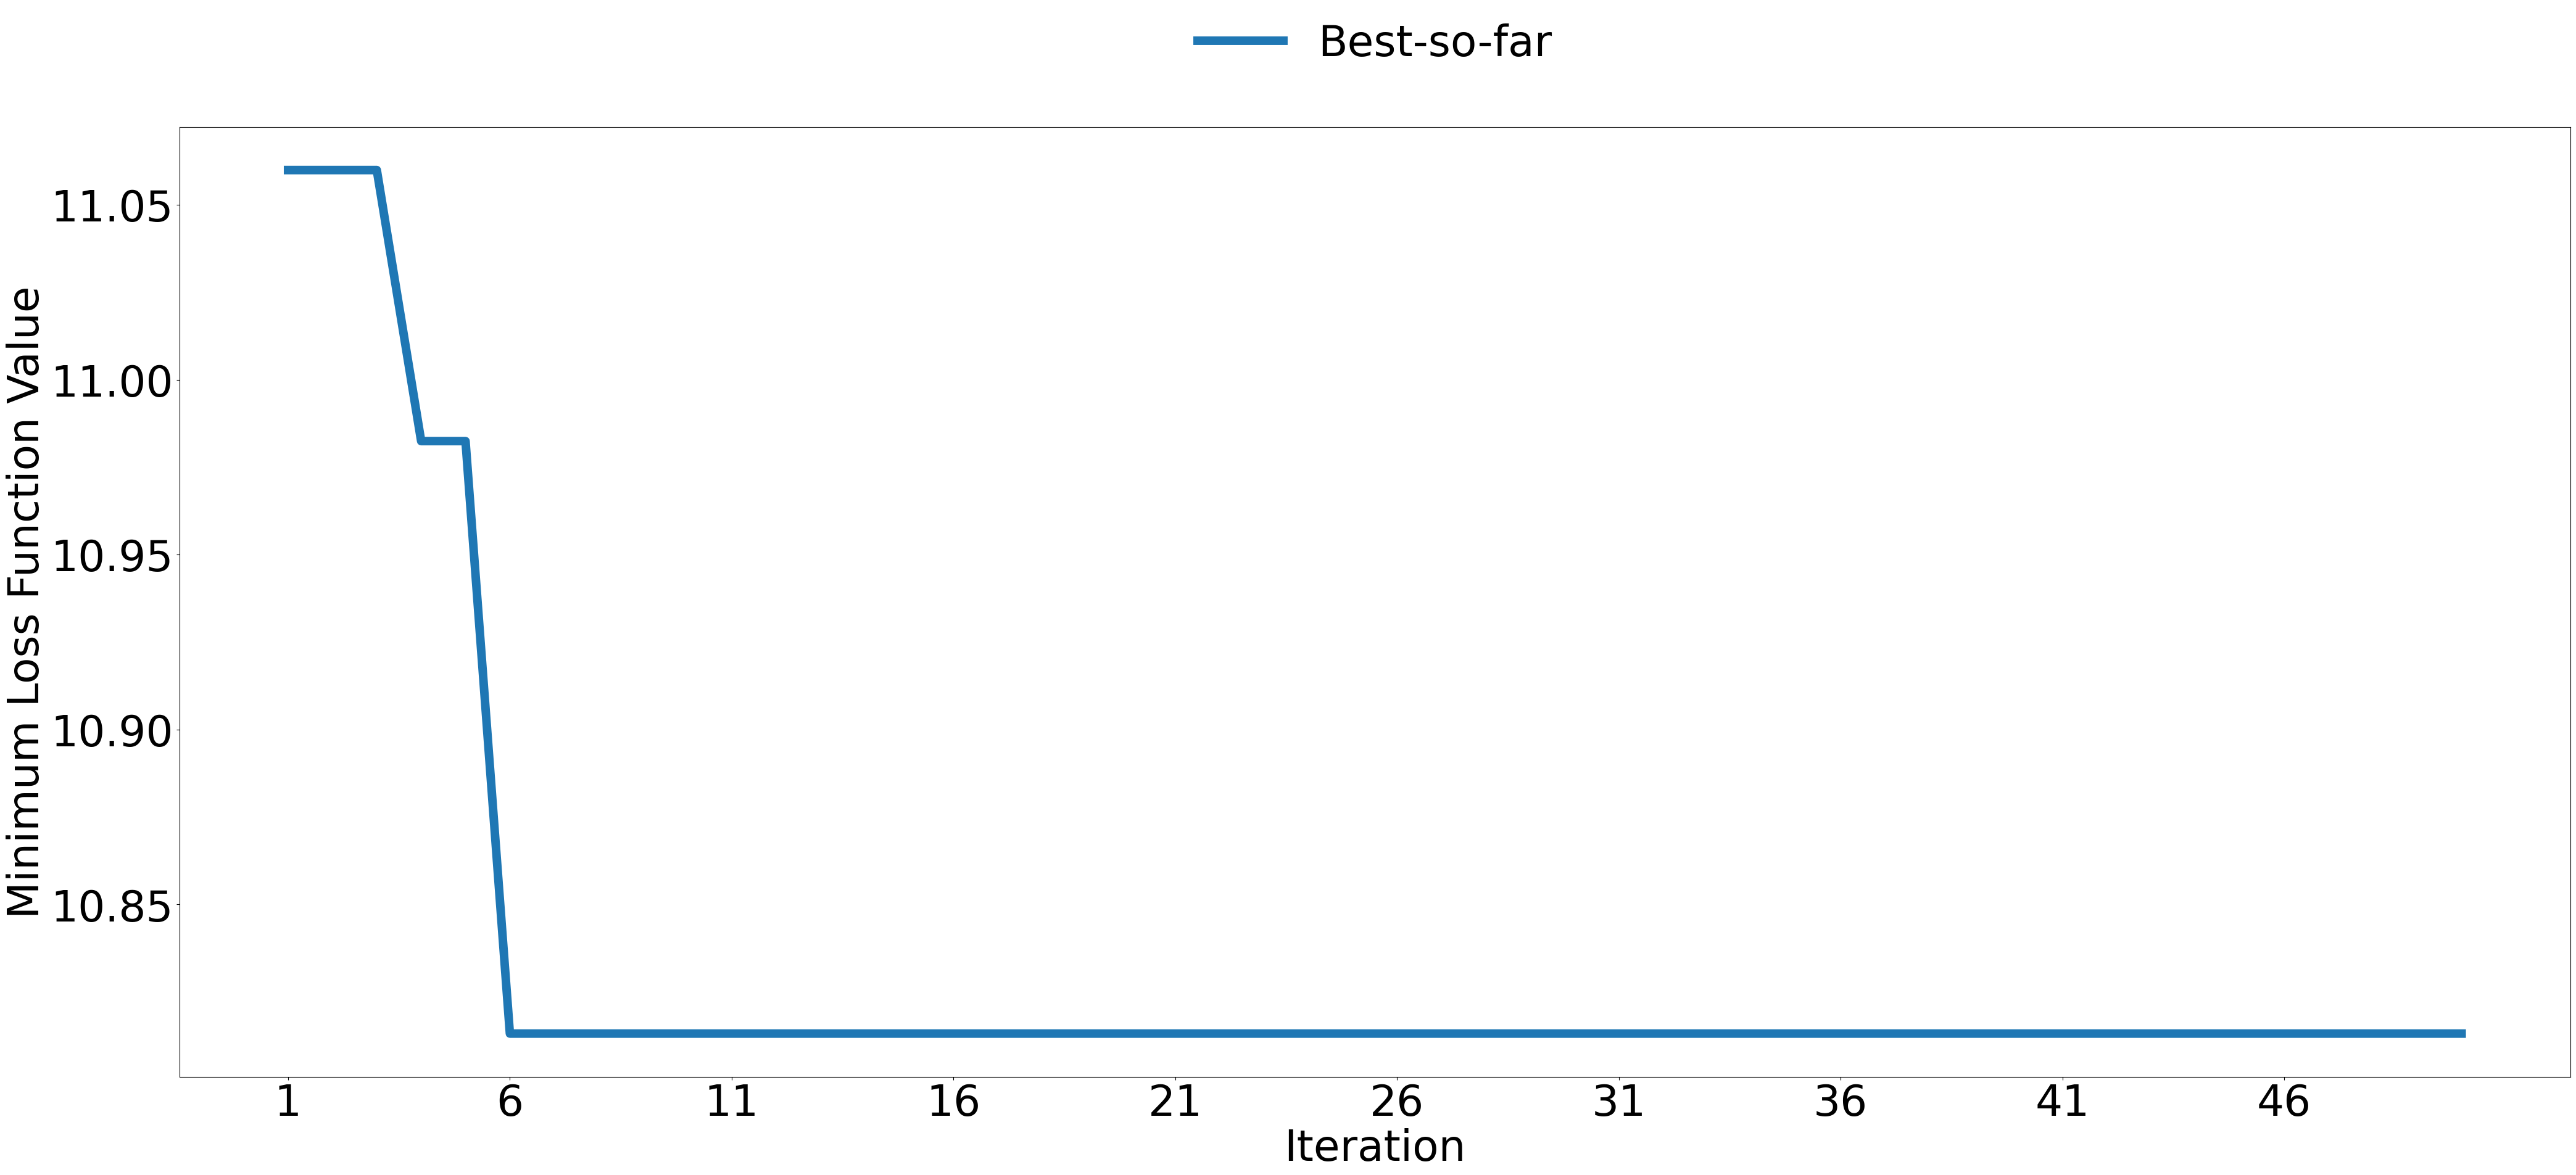 Best-so-far
Minimum Loss Function Value
11.05
11.00
10.95
10.90
10.85
1 6 11 16 21 26 31 36 41 46
Iteration